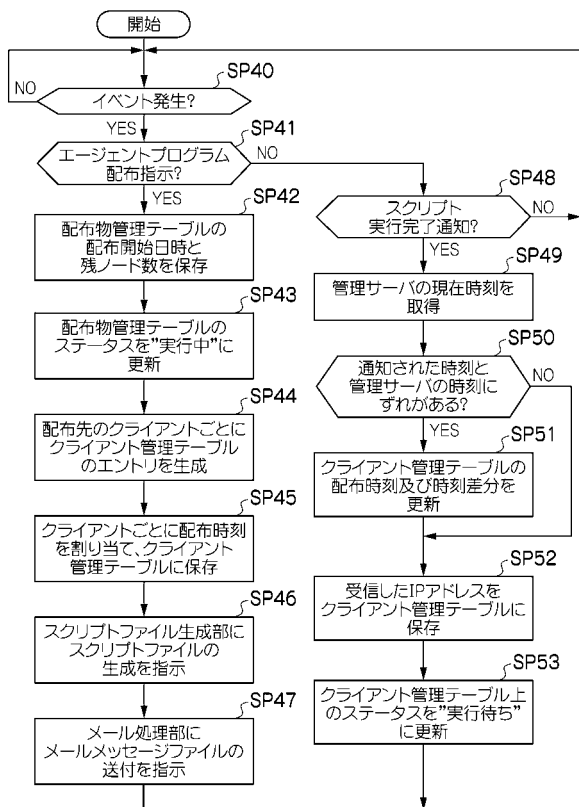 開始
SP40
イベント発生?
NO
YES
SP41
エージェントプログラム
配布指示?
NO
YES
SP42
配布物管理テーブルの
配布開始日時と
残ノード数を保存
SP43
配布物管理テーブルの
ステータスを”実行中”に
更新
SP44
配布先のクライアントごとに
クライアント管理テーブル
のエントリを生成
SP45
クライアントごとに配布時刻
を割り当て、クライアント
管理テーブルに保存
SP46
スクリプトファイル生成部に
スクリプトファイルの
生成を指示
SP47
メール処理部に
メールメッセージファイルの
送付を指示
SP48
スクリプト
実行完了通知?
NO
YES
SP49
管理サーバの現在時刻を
取得
SP50
通知された時刻と
管理サーバの時刻に
ずれがある?
NO
YES
SP51
クライアント管理テーブルの
配布時刻及び時刻差分を
更新
SP52
受信したIPアドレスを
クライアント管理テーブルに
保存
SP53
クライアント管理テーブル上
のステータスを”実行待ち”
に更新